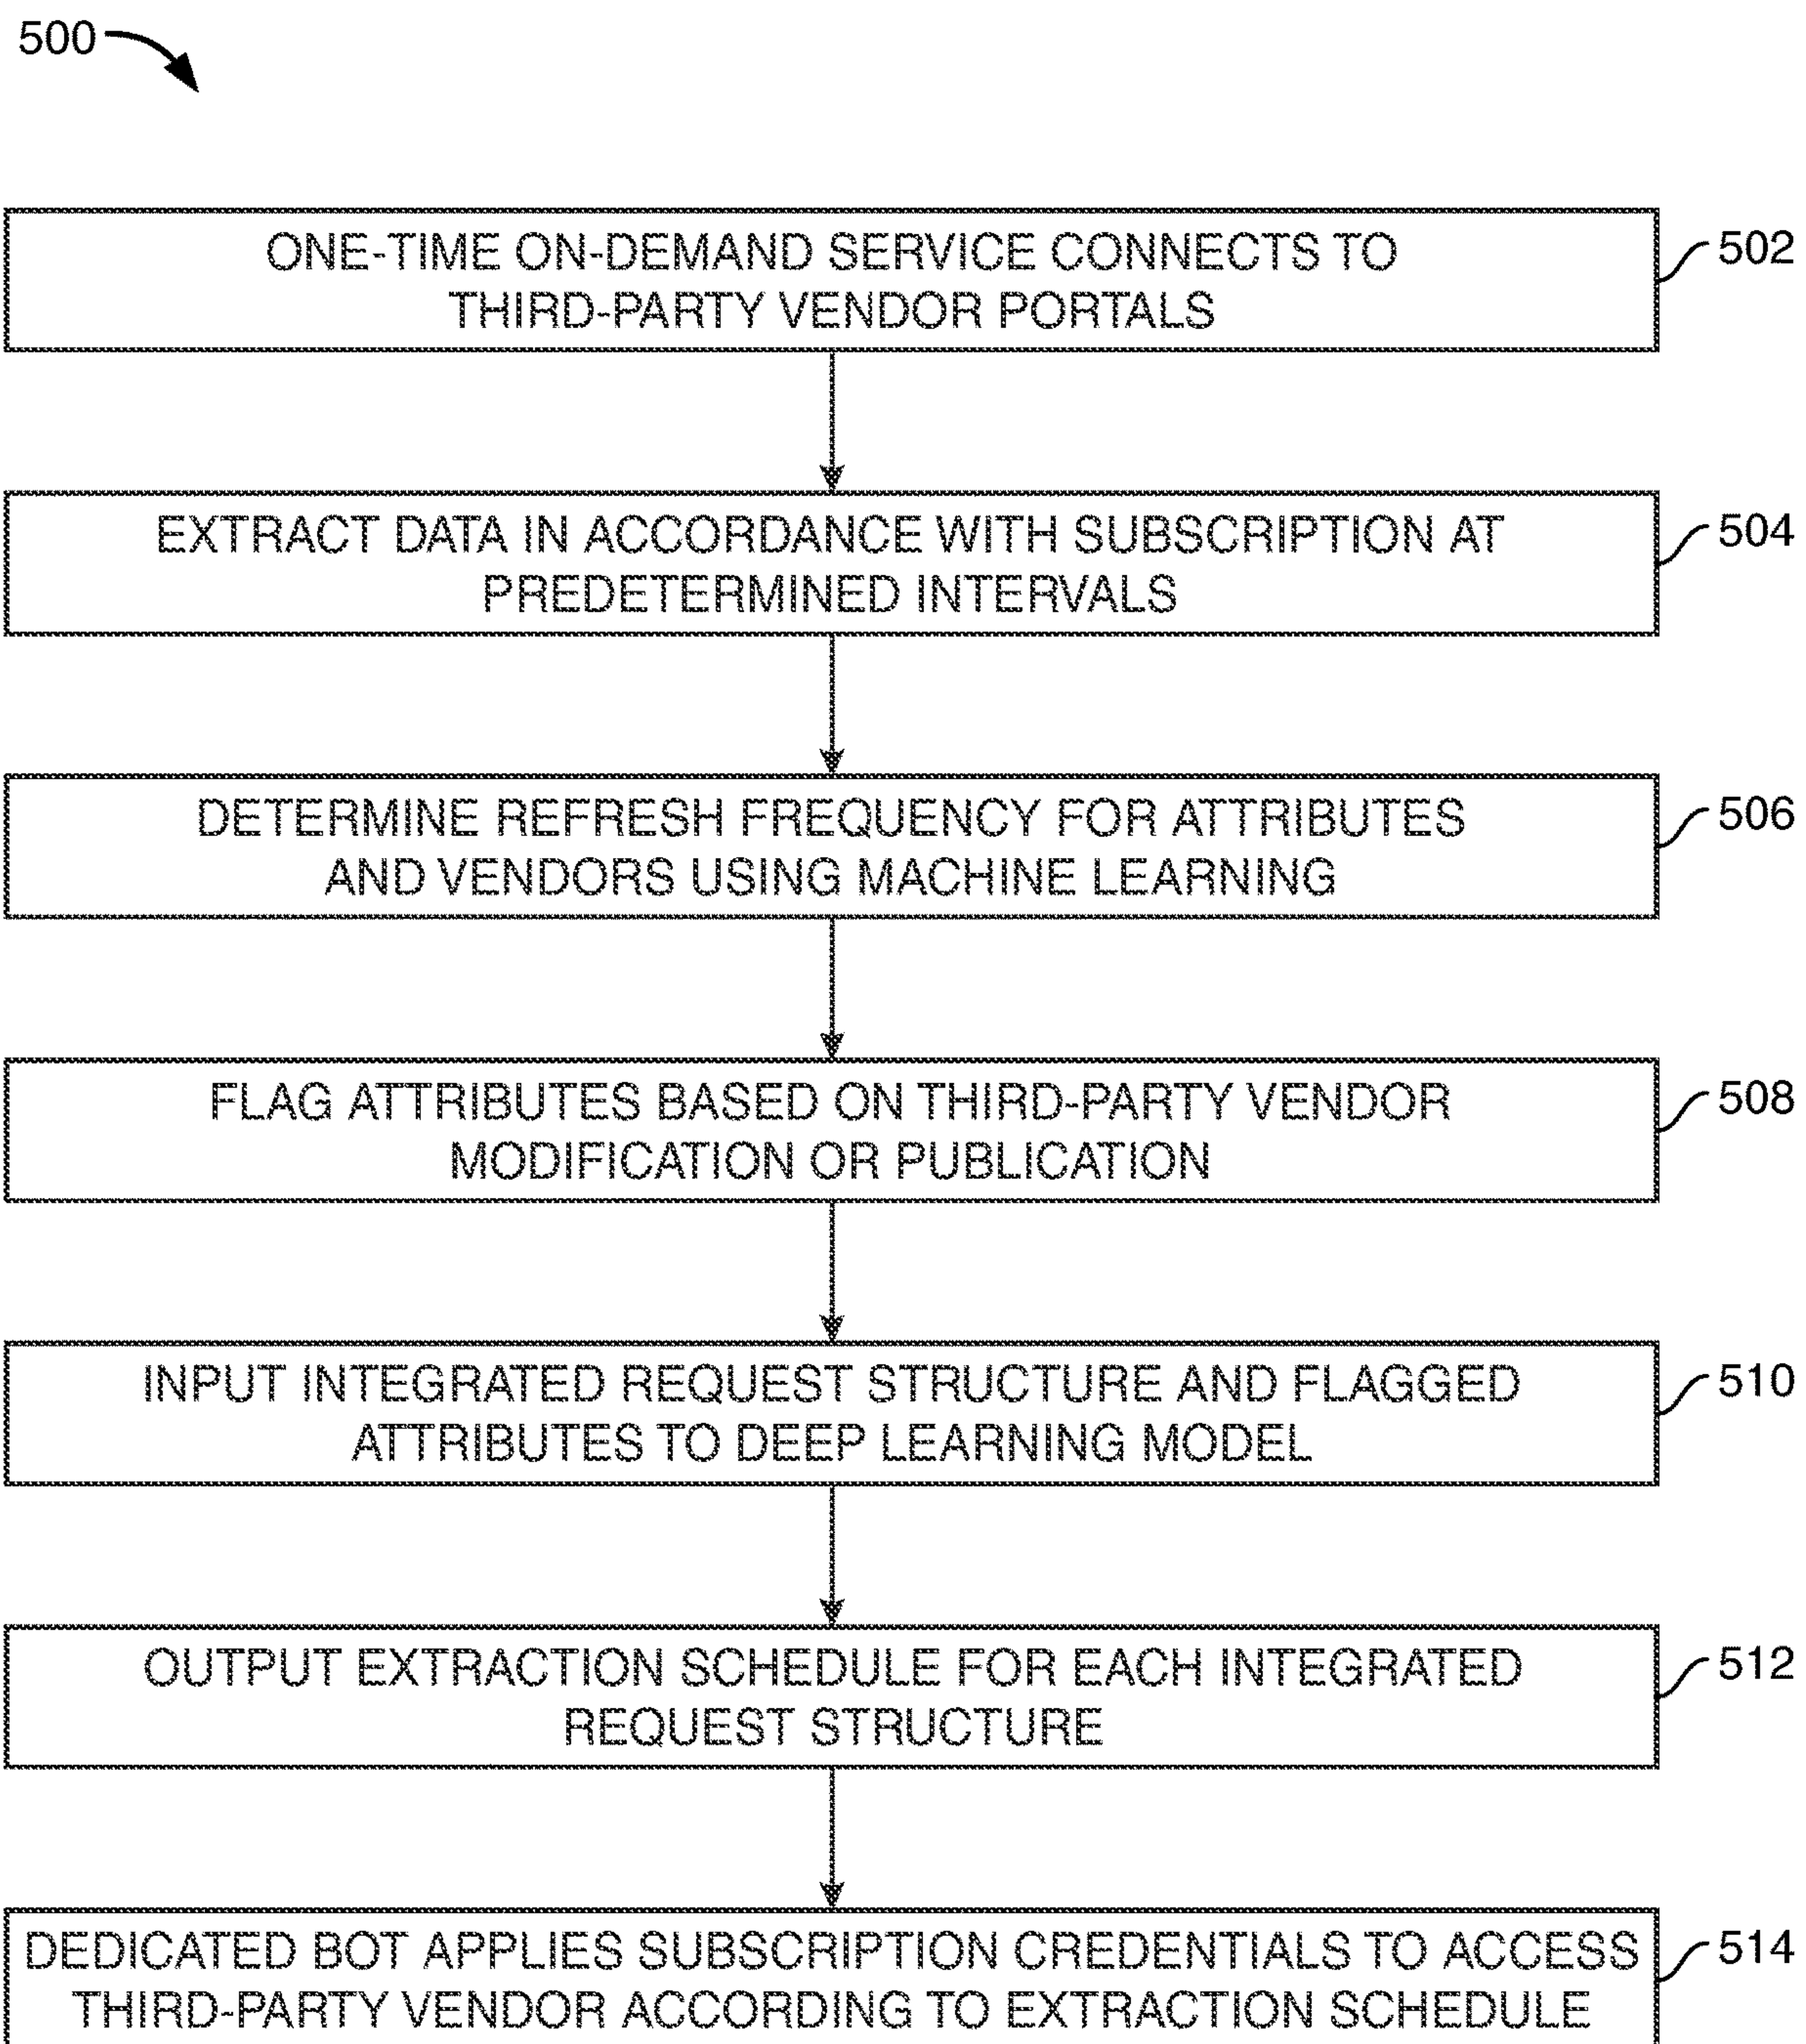 500
ONE-TIME ON-DEMAND SERVICE CONNECTS TO
THIRD-PARTY VENDOR PORTALS
502
EXTRACT DATA IN ACCORDANCE WITH SUBSCRIPTION AT
PREDETERMINED INTERVALS
504
DETERMINE REFRESH FREQUENCY FOR ATTRIBUTES
AND VENDORS USING MACHINE LEARNING
506
FLAG ATTRIBUTES BASED ON THIRD-PARTY VENDOR
MODIFICATION OR PUBLICATION
508
INPUT INTEGRATED REQUEST STRUCTURE AND FLAGGED
ATTRIBUTES TO DEEP LEARNING MODEL
510
OUTPUT EXTRACTION SCHEDULE FOR EACH INTEGRATED
REQUEST STRUCTURE
512
DEDICATED BOT APPLIES SUBSCRIPTION CREDENTIALS TO ACCESS
THIRD-PARTY VENDOR ACCORDING TO EXTRACTION SCHEDULE
514